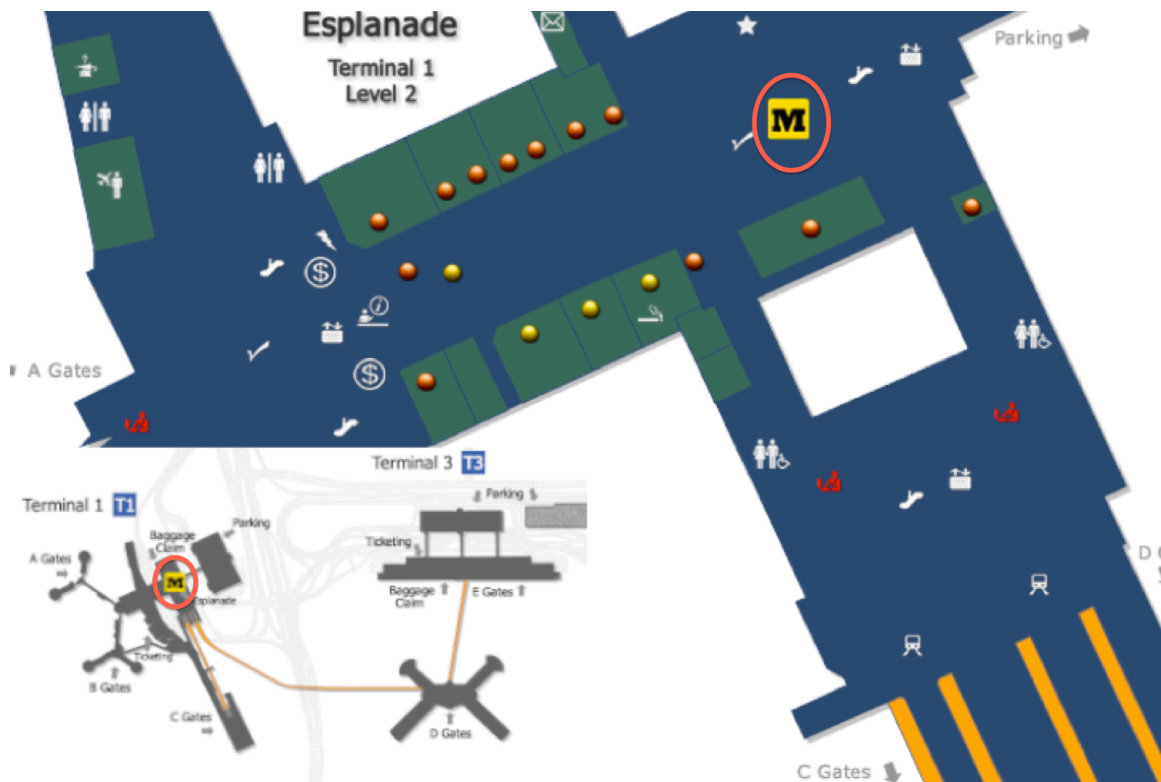 Esplanade
Terminal 1
Level 2
Parking
M
$
i
$
A Gates
D G
C Gates
Terminal 3 T3
Parking
Terminal 1 T1
Parking
Baggage
Claim
Ticketing
A Gates
M
Esplanade
Baggage
Claim
E Gates
Ticketing
B Gates
C Gates
D Gates